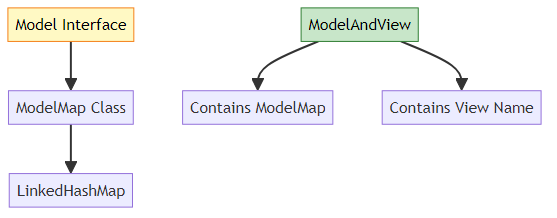 Model Interface
ModelAndView
ModelMap Class
Contains ModelMap
Contains View Name
LinkedHashMap